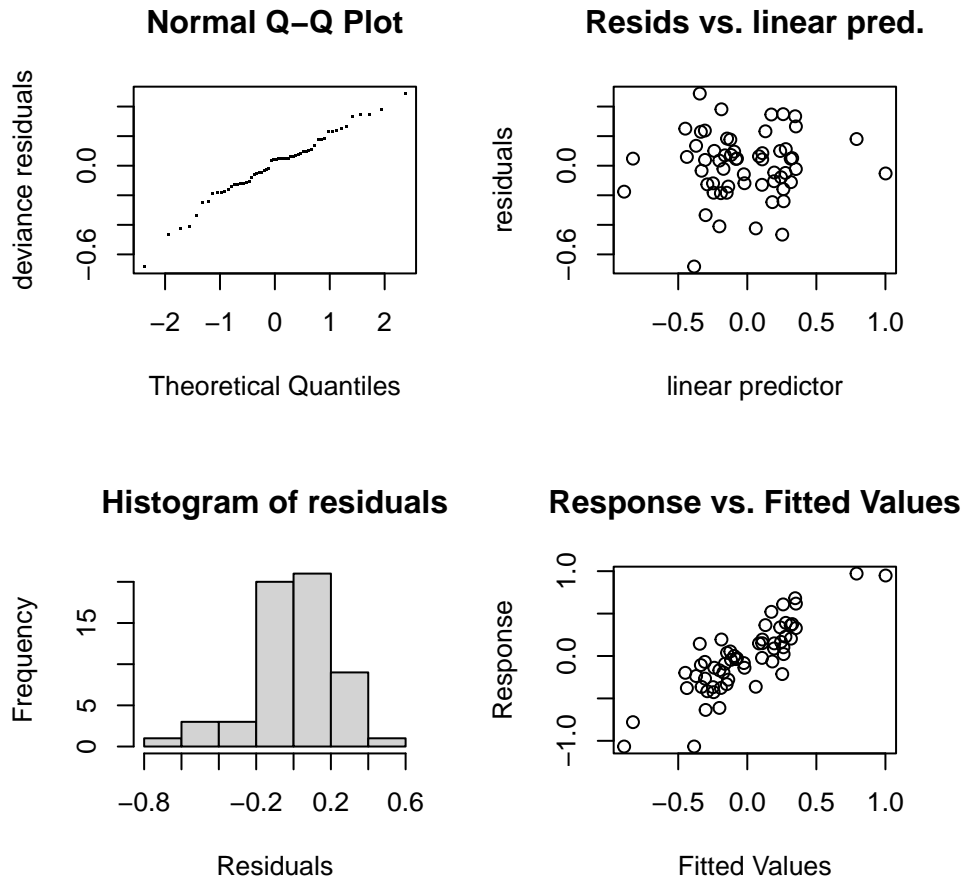 Normal Q−Q Plot
deviance residuals
0.0
−0.6
−2 −1 0 1 2
Theoretical Quantiles
Resids vs. linear pred.
residuals
0.0
−0.6
−0.5 0.0 0.5 1.0
linear predictor
Histogram of residuals
Frequency
15
5
0
−0.8 −0.2 0.2 0.6
Residuals
Response vs. Fitted Values
Response
1.0
0.0
−1.0
−0.5 0.0 0.5 1.0
Fitted Values